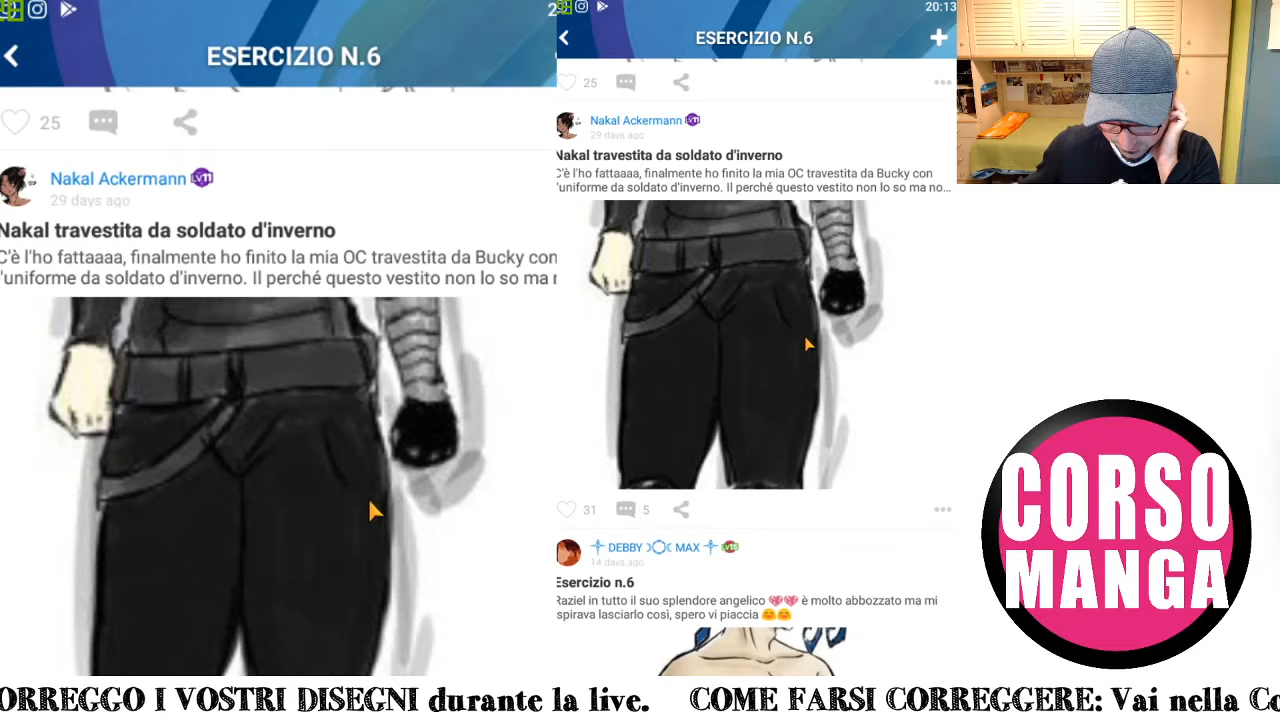 ESERCIZIO N.6
25
Nakal Ackermann LV11
29 days ago
Nakal travestita da soldato d'inverno
C'è l'ho fattaaaa, finalmente ho finito la mia OC travestita da Bucky con
l'uniforme da soldato d'inverno. Il perché questo vestito non lo so ma
20:13
ESERCIZIO N.6
25
Nakal Ackermann LV11
29 days ago
Nakal travestita da soldato d'inverno
C'è l'ho fattaaaa, finalmente ho finito la mia OC travestita da Bucky con
'uniforme da soldato d'inverno. Il perché questo vestito non lo so ma no...
31
5
DEBBY MAX
14 days ago
Esercizio n.6
Raziel in tutto il suo splendore angelico 💖💖 è molto abbozzato ma mi
spirava lasciarlo così, spero vi piaccia 😊😊
CORSO
MANGA
ORREGGO I VOSTRI DISEGNI durante la live. COME FARSI CORREGGERE: Vai nella Co